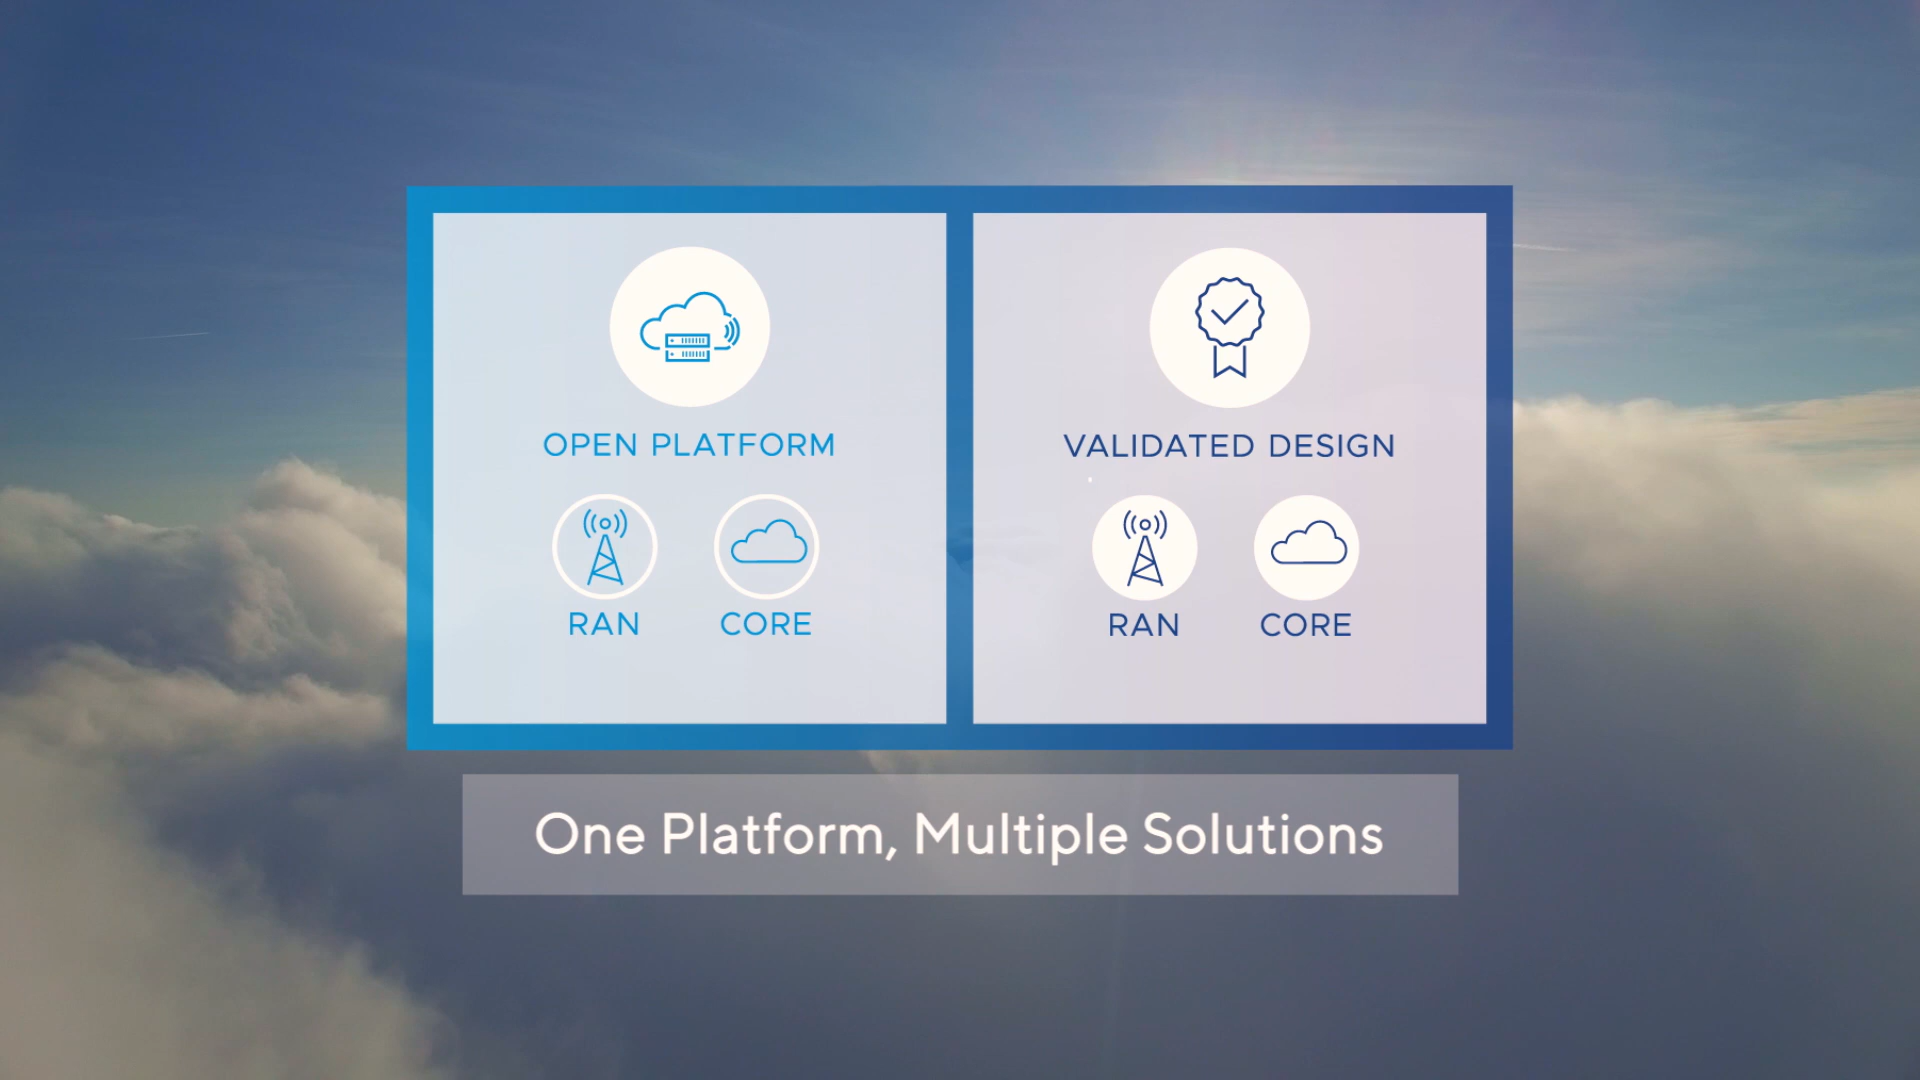 OPEN PLATFORM
RAN
CORE
VALIDATED DESIGN
RAN
CORE
One Platform, Multiple Solutions